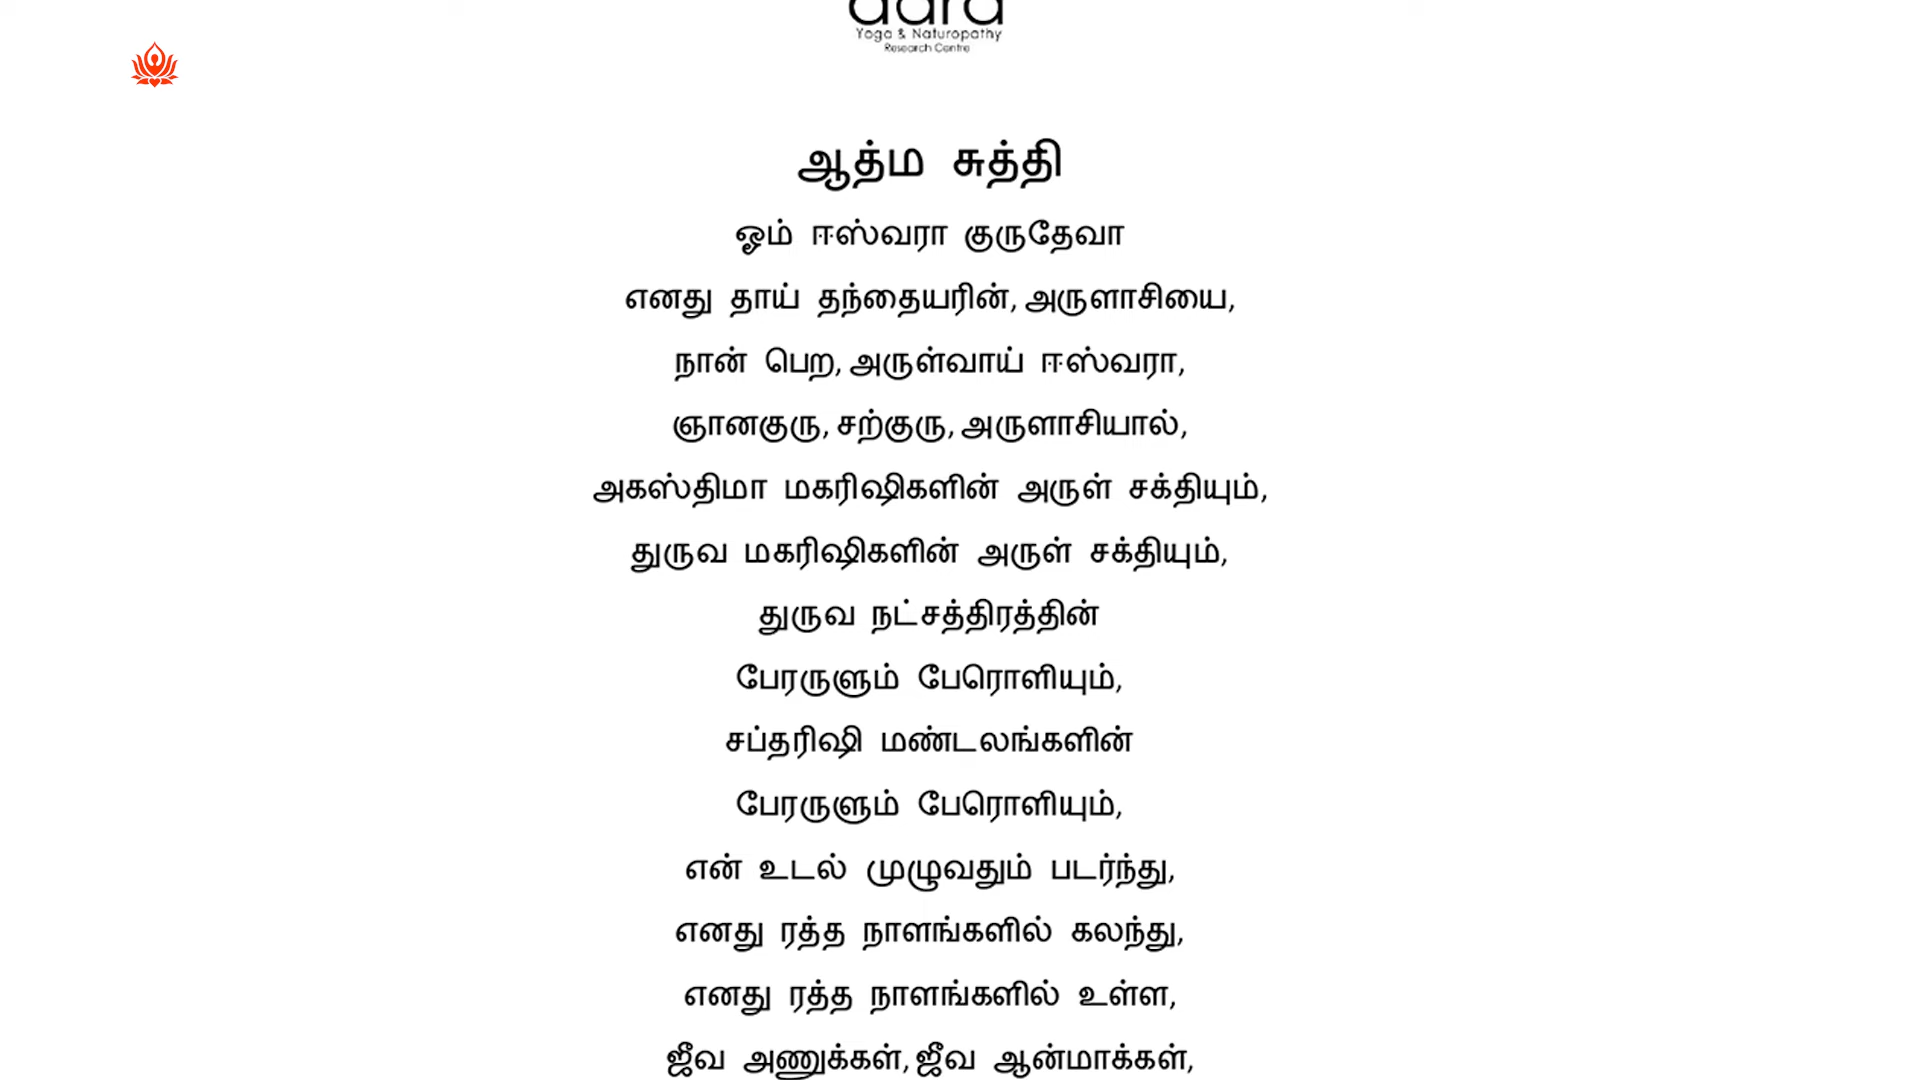 aara
Yoga & Naturopathy
Research Centre
ஆத்ம சுத்தி
ஓம் ஈஸ்வரா குருதேவா
எனது தாய் தந்தையரின், அருளாசியை,
நான் பெற, அருள்வாய் ஈஸ்வரா,
ஞானகுரு, சற்குரு, அருளாசியால்,
அகஸ்திமா மகரிஷிகளின் அருள் சக்தியும்,
துருவ மகரிஷிகளின் அருள் சக்தியும்,
துருவ நட்சத்திரத்தின்
பேரருளும் பேரொளியும்,
சப்தரிஷி மண்டலங்களின்
பேரருளும் பேரொளியும்,
என் உடல் முழுவதும் படர்ந்து,
எனது ரத்த நாளங்களில் கலந்து,
எனது ரத்த நாளங்களில் உள்ள,
ஜீவ அணுக்கள், ஜீவ ஆன்மாக்கள்,